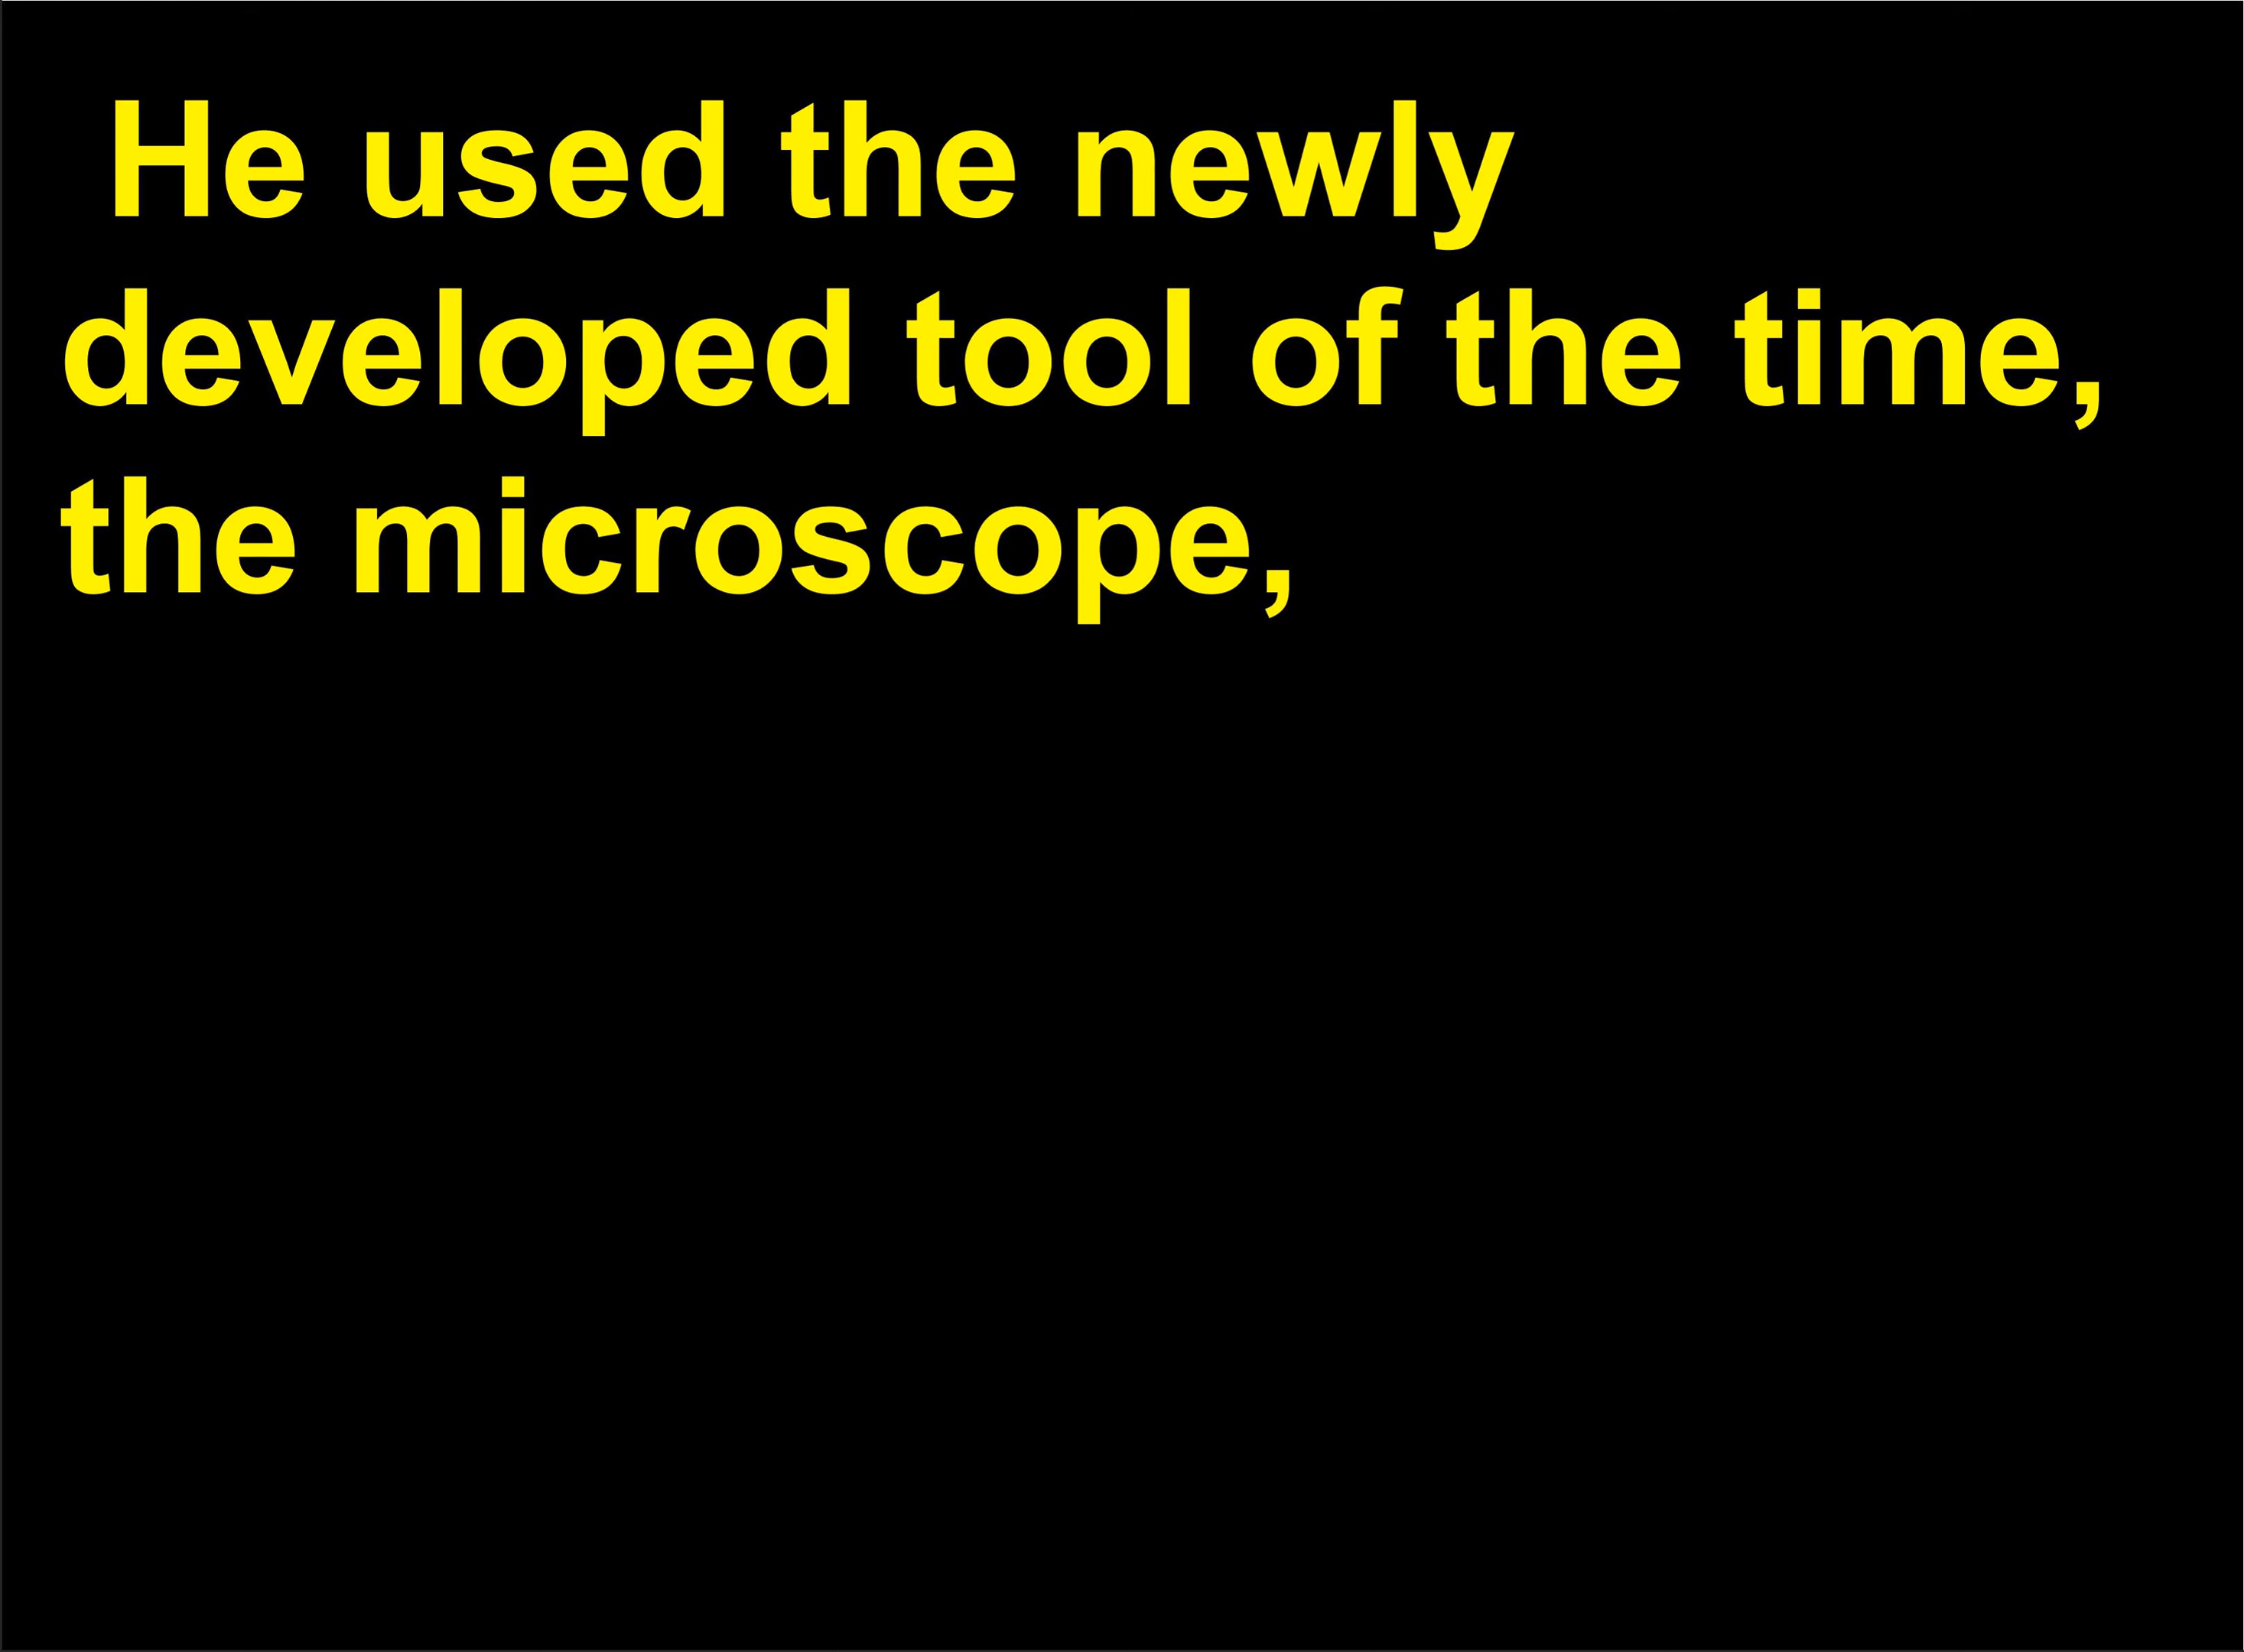 He used the newly
developed tool of the time,
the microscope,